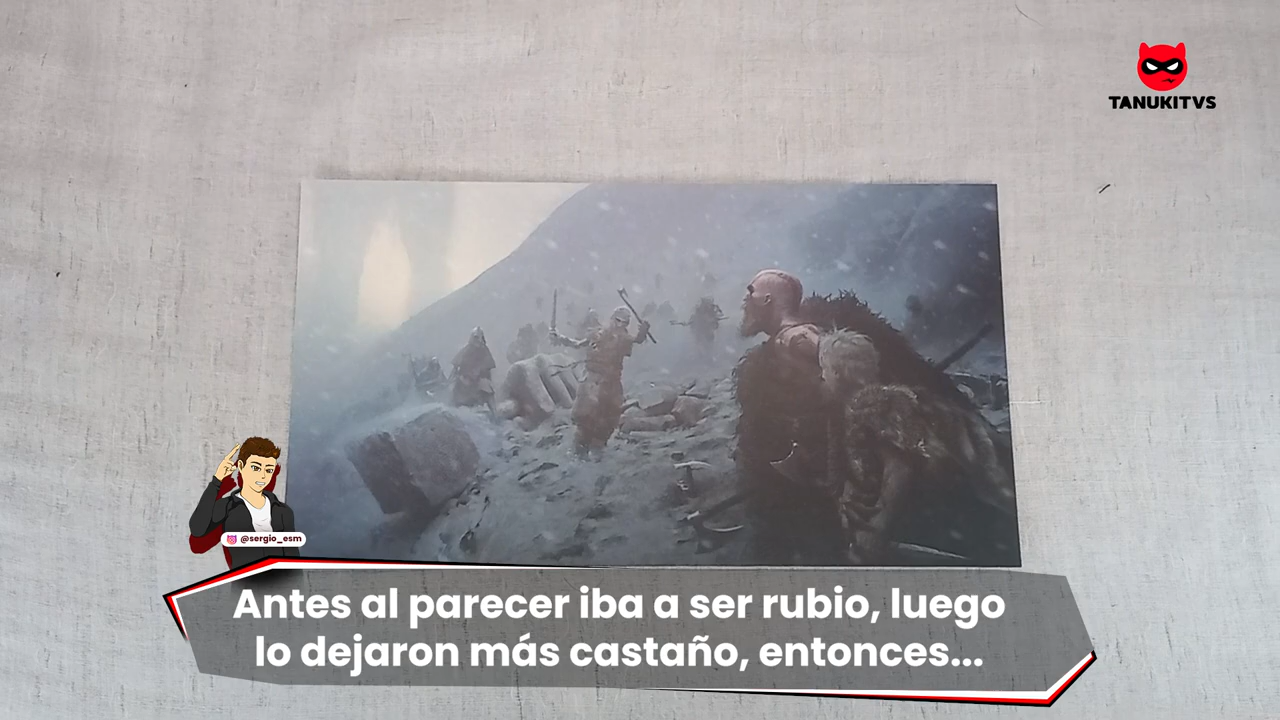 TANUKITVS
@sergio_esm
Antes al parecer iba a ser rubio, luego
lo dejaron más castaño, entonces...